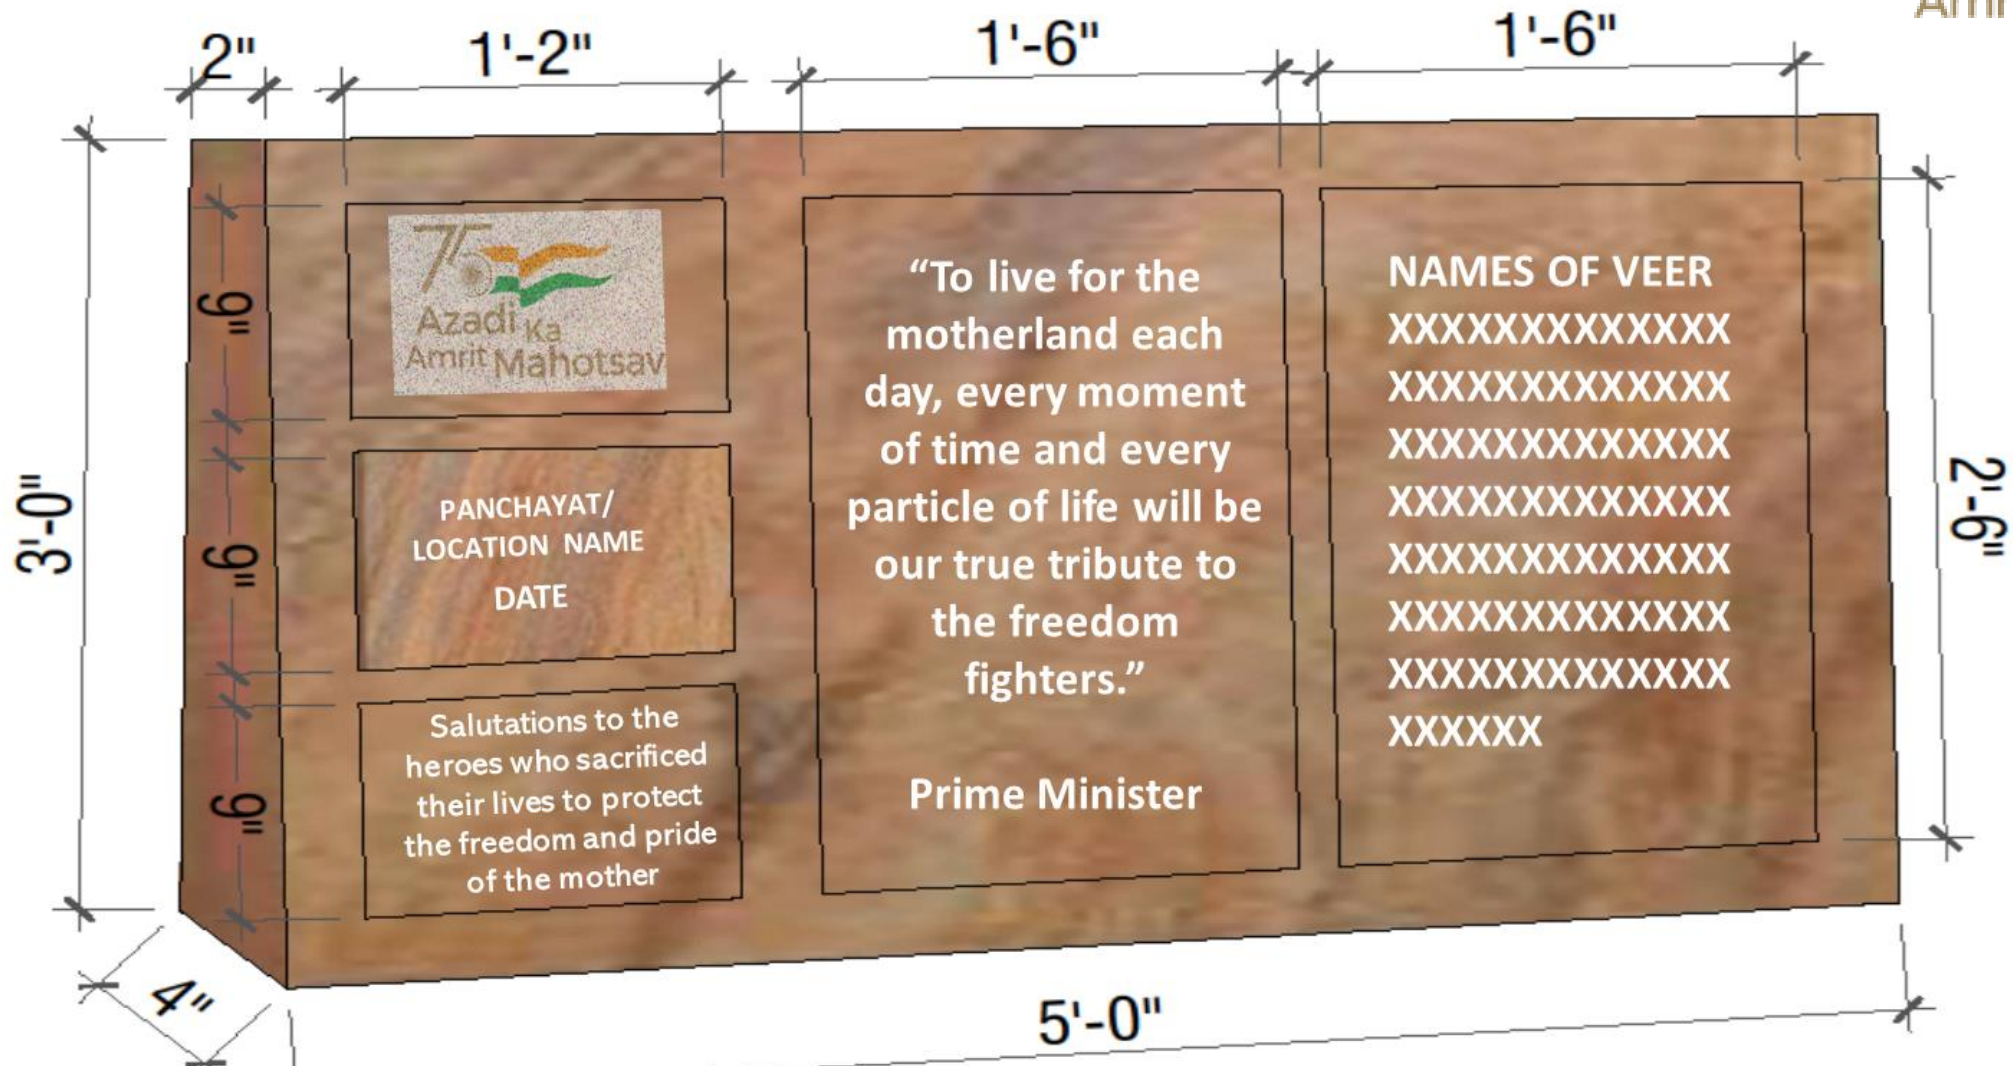 2"
1'-2"
1'-6"
1'-6"
3'-0"
9"
9"
9"
75
Azadi Ka
Amrit Mahotsav
PANCHAYAT/
LOCATION NAME
DATE
Salutations to the
heroes who sacrificed
their lives to protect
the freedom and pride
of the mother
“To live for the
motherland each
day, every moment
of time and every
particle of life will be
our true tribute to
the freedom
fighters.”
Prime Minister
NAMES OF VEER
XXXXXXXXXXXXX
XXXXXXXXXXXXX
XXXXXXXXXXXXX
XXXXXXXXXXXXX
XXXXXXXXXXXXX
XXXXXXXXXXXXX
XXXXXXXXXXXXX
XXXXXX
2'-6"
4"
5'-0"